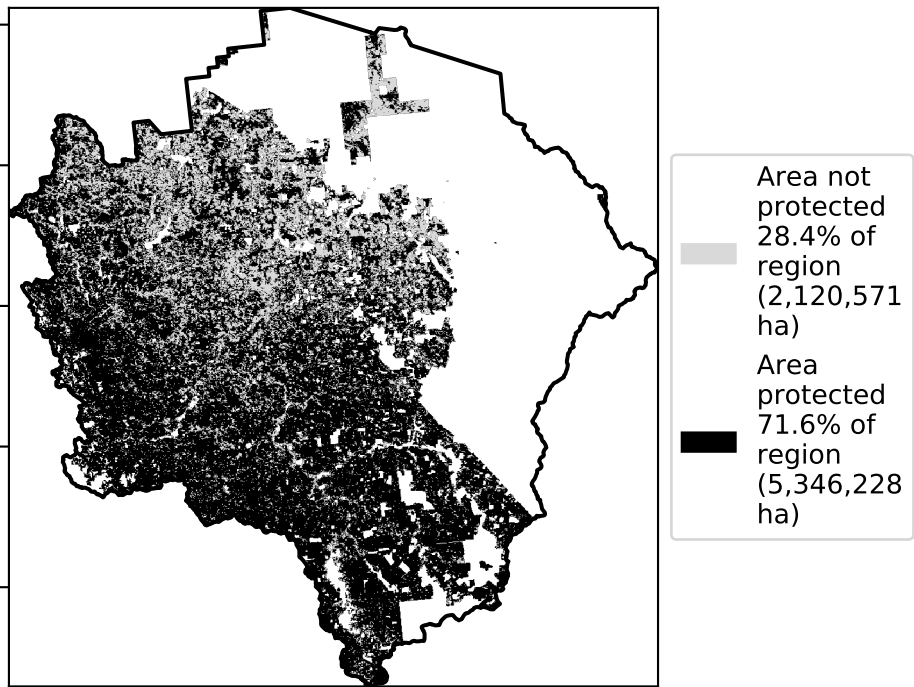 Area not
protected
28.4% of
region
(2,120,571
ha)
Area
protected
71.6% of
region
(5,346,228
ha)